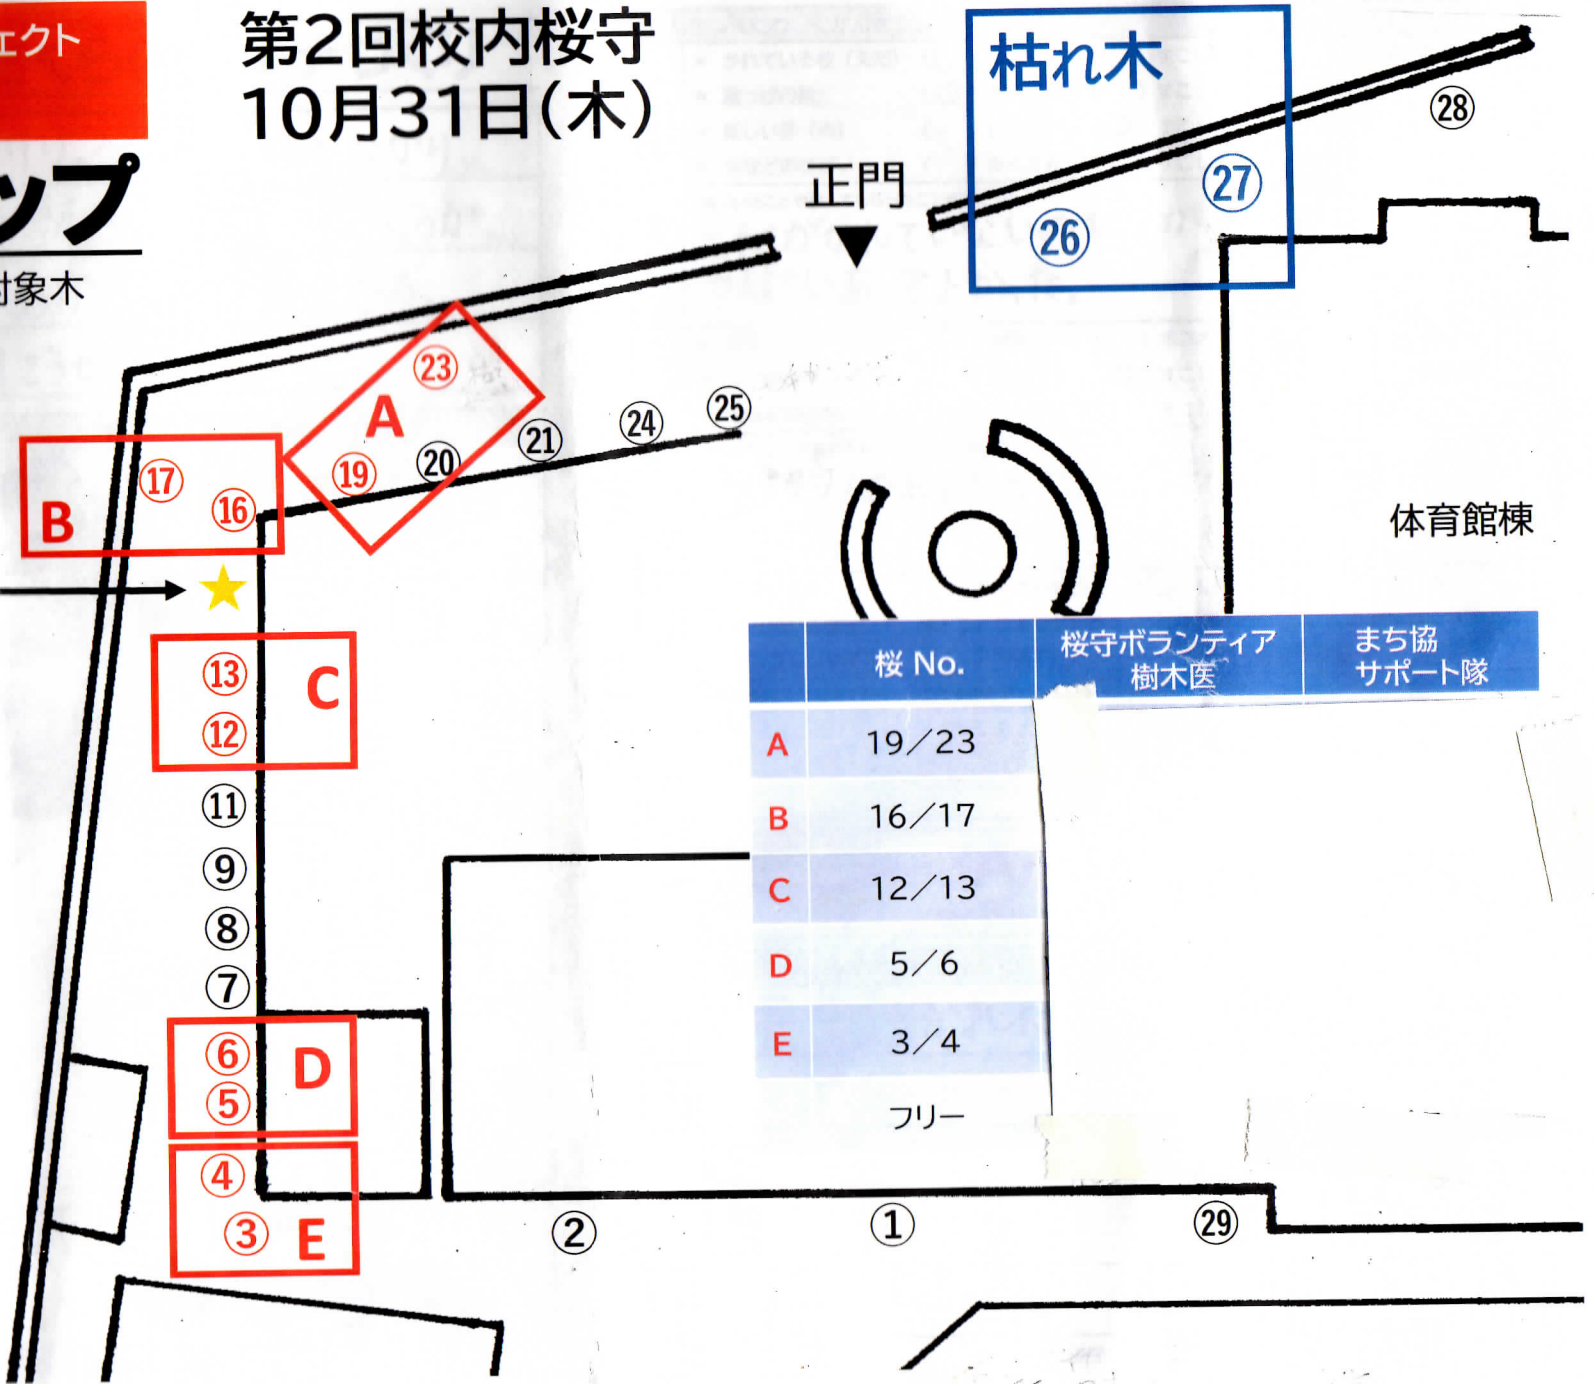 ェクト
第2回校内桜守
10月31日(木)
ップ
対象木
枯れ木
正門
㉘
㉗
㉖
㉓
A
⑲
⑳
㉑
㉔
㉕
⑰
⑯
B
体育館棟
⑬
⑫
C
⑪
⑨
⑧
⑦
⑥
⑤
D
④
③
E
②
①
㉙
桜 No. 桜守ボランティア 樹木医 まち協 サポート隊
A 19／23
B 16／17
C 12／13
D 5／6
E 3／4
フリー